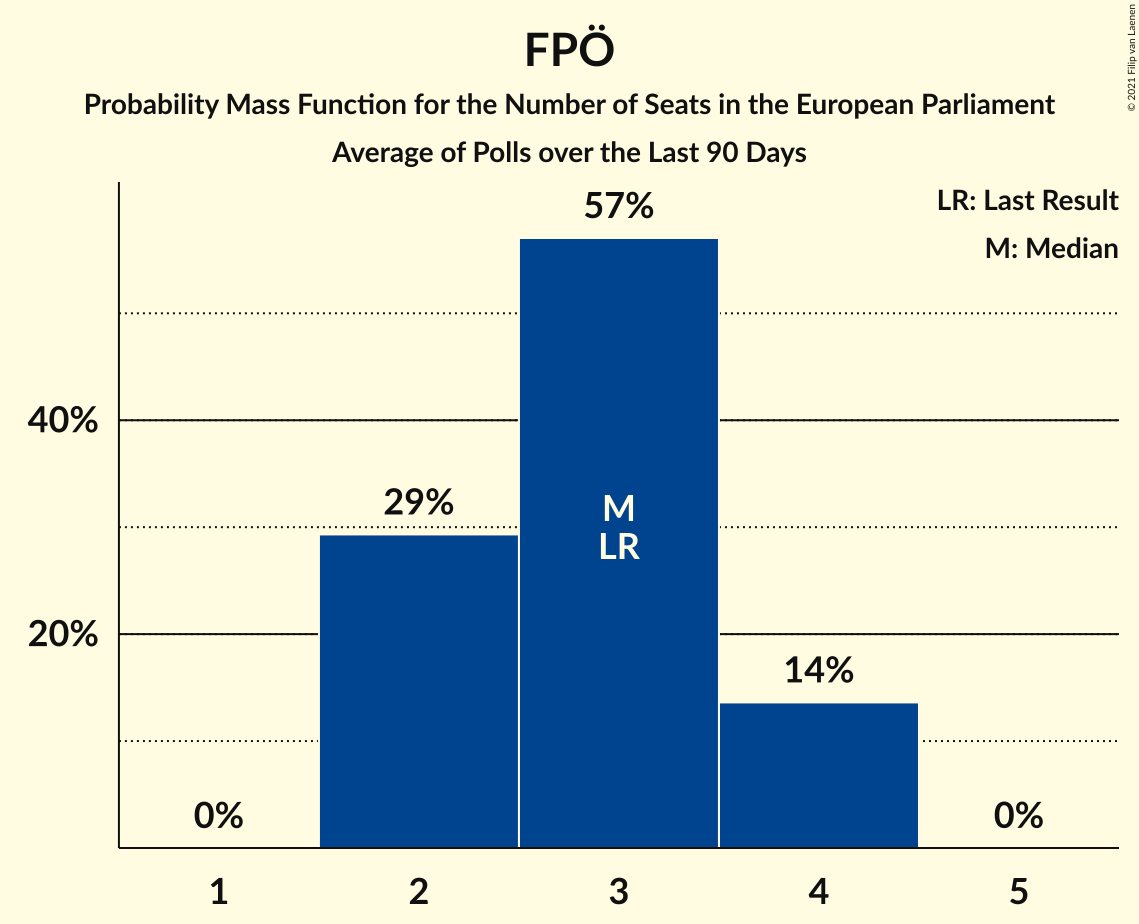 FPÖ
Probability Mass Function for the Number of Seats in the European Parliament
Average of Polls over the Last 90 Days
© 2021 Filip van Laenen
LR: Last Result
M: Median
57%
40%
29%
M
LR
20%
14%
0%
0%
1
2
3
4
5